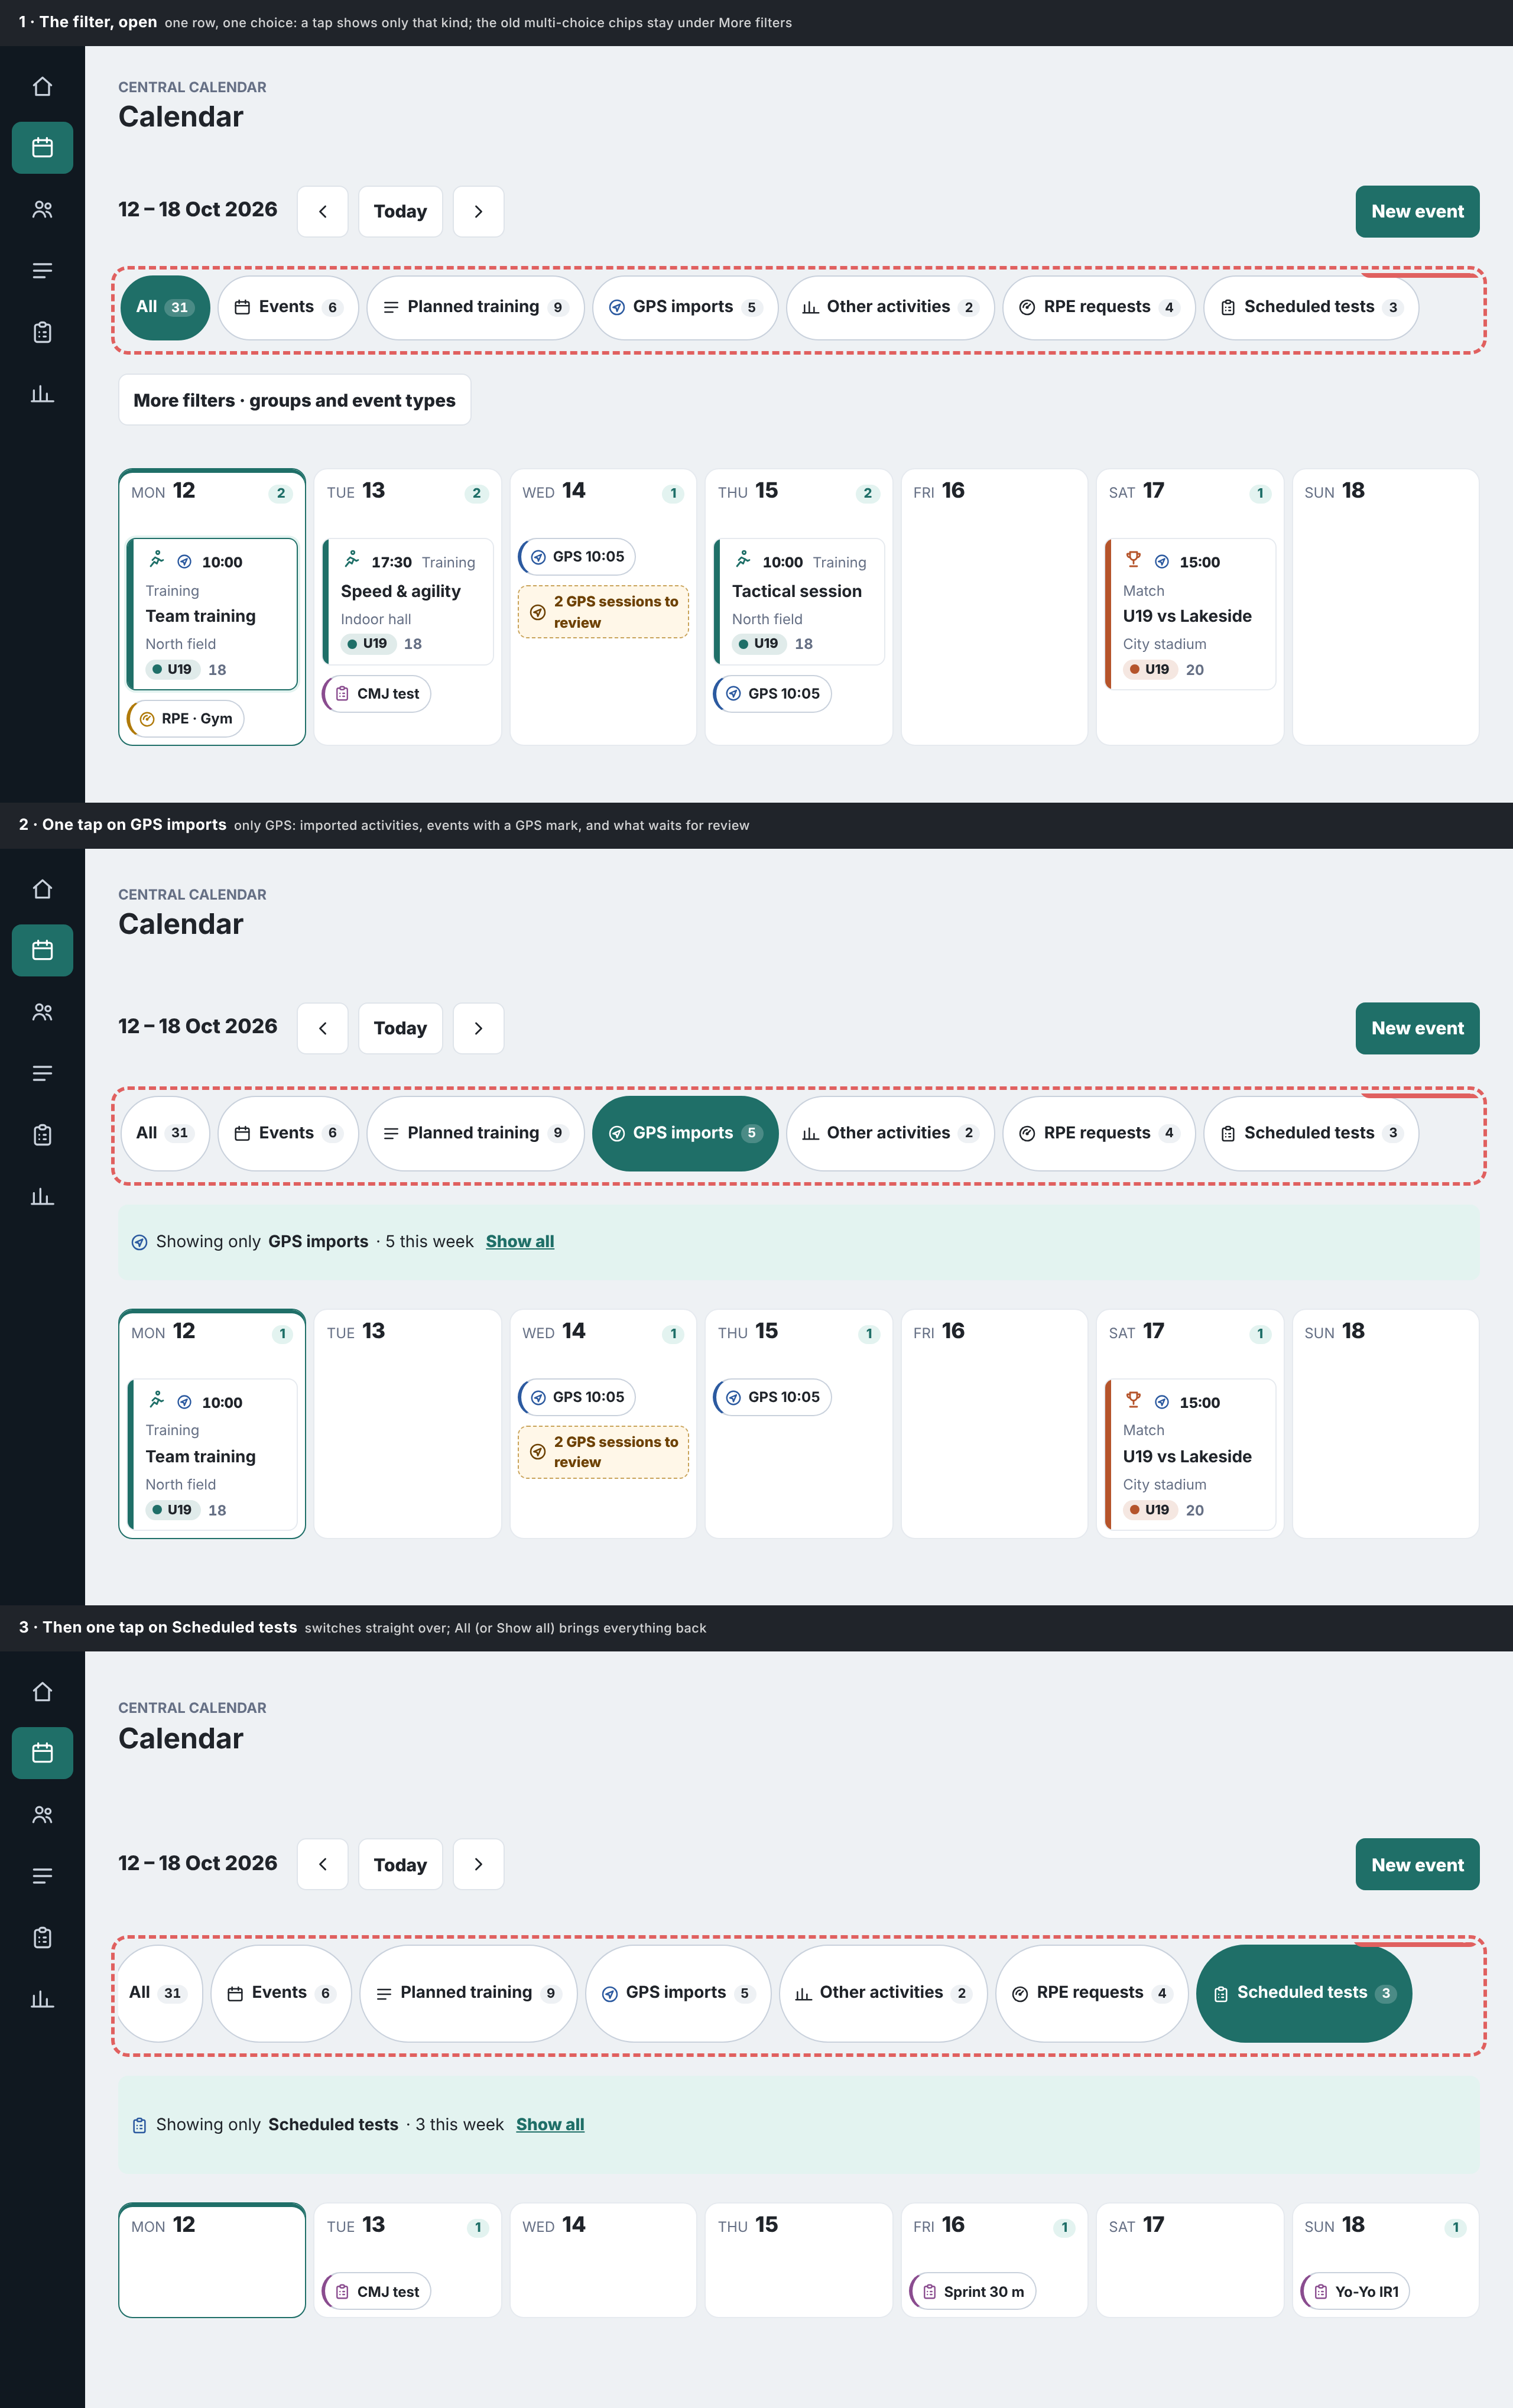 1 · The filter, open one row, one choice: a tap shows only that kind; the old multi-choice chips stay under More filters
CENTRAL CALENDAR
Calendar
12 – 18 Oct 2026 Today New event
All 31 Events 6 Planned training 9 GPS imports 5 Other activities 2 RPE requests 4 Scheduled tests 3
More filters · groups and event types
MON 12 2 TUE 13 2 WED 14 1 THU 15 2 FRI 16 SAT 17 1 SUN 18
10:00
Training
Team training
North field
U19 18
RPE · Gym
17:30 Training
Speed & agility
Indoor hall
U19 18
CMJ test
GPS 10:05
2 GPS sessions to
review
10:00 Training
Tactical session
North field
U19 18
GPS 10:05
15:00
Match
U19 vs Lakeside
City stadium
U19 20
2 · One tap on GPS imports only GPS: imported activities, events with a GPS mark, and what waits for review
CENTRAL CALENDAR
Calendar
12 – 18 Oct 2026 Today New event
All 31 Events 6 Planned training 9 GPS imports 5 Other activities 2 RPE requests 4 Scheduled tests 3
Showing only GPS imports · 5 this week Show all
MON 12 1 TUE 13 WED 14 1 THU 15 1 FRI 16 SAT 17 1 SUN 18
10:00
Training
Team training
North field
U19 18
GPS 10:05
2 GPS sessions to
review
GPS 10:05
15:00
Match
U19 vs Lakeside
City stadium
U19 20
3 · Then one tap on Scheduled tests switches straight over; All (or Show all) brings everything back
CENTRAL CALENDAR
Calendar
12 – 18 Oct 2026 Today New event
All 31 Events 6 Planned training 9 GPS imports 5 Other activities 2 RPE requests 4 Scheduled tests 3
Showing only Scheduled tests · 3 this week Show all
MON 12 TUE 13 1 WED 14 THU 15 FRI 16 1 SAT 17 SUN 18 1
CMJ test
Sprint 30 m
Yo-Yo IR1